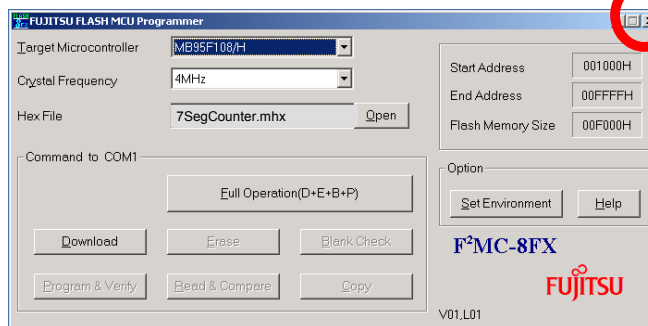 FUJITSU FLASH MCU Programmer
Target Microcontroller
MB95F108/H
Crystal Frequency
4MHz
Hex File
7SegCounter.mhx
Open
Start Address
001000H
End Address
00FFFFH
Flash Memory Size
00F000H
Command to COM1
Full Operation(D+E+B+P)
Download
Erase
Blank Check
Program & Verify
Read & Compare
Copy
Option
Set Environment
Help
F²MC-8FX
FUJITSU
V01,L01